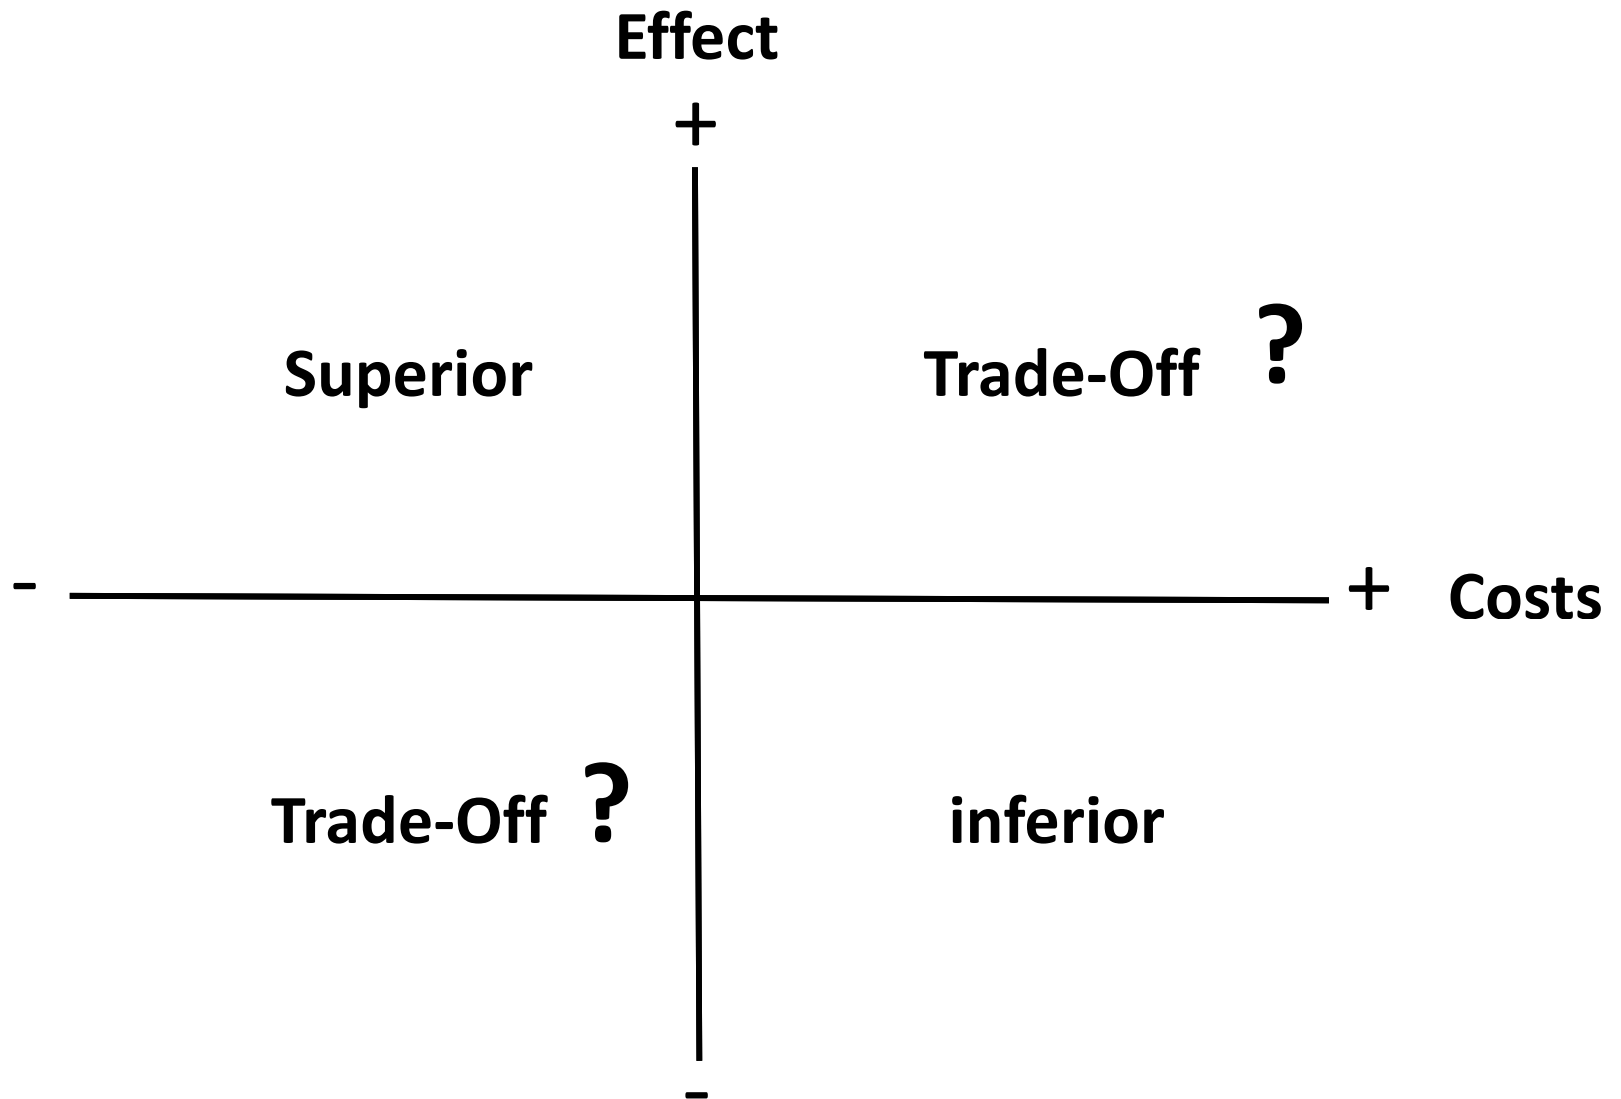 Effect
+
Superior
Trade-Off ?
-
+ Costs
Trade-Off ?
inferior
-